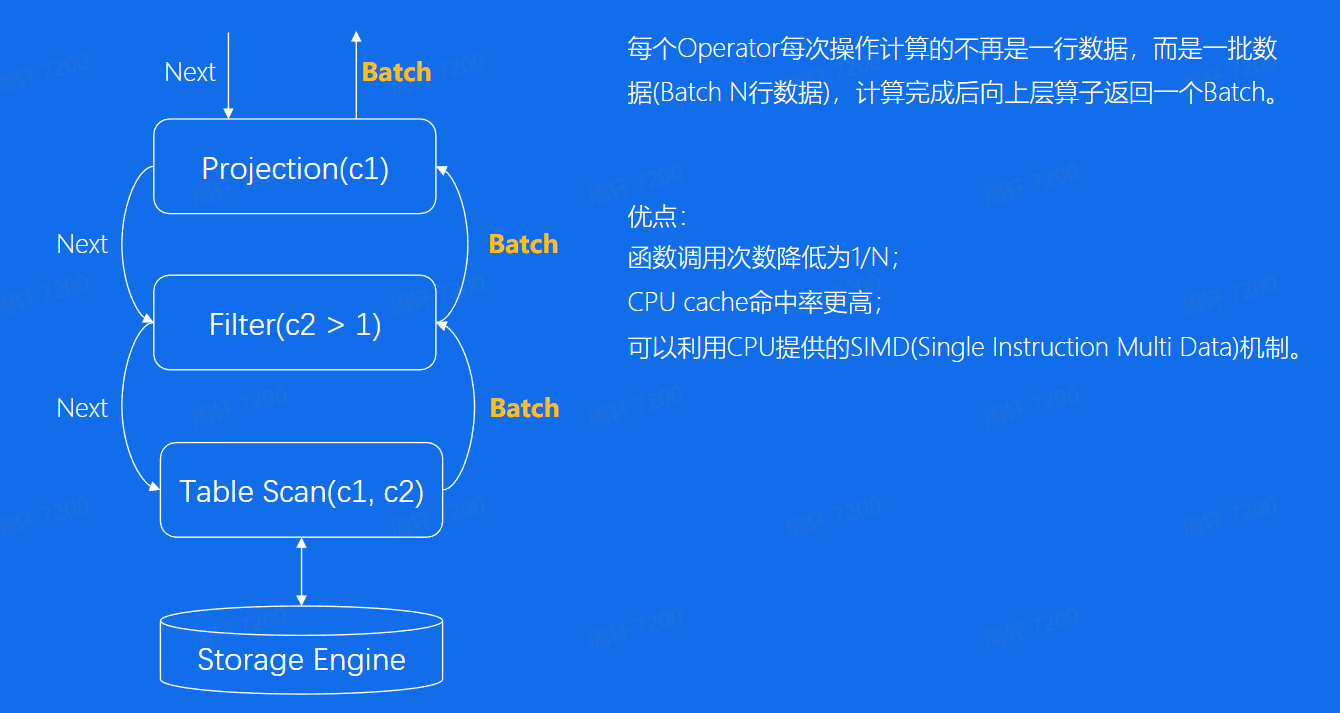 Next
Batch
Projection(c1)
Next
Batch
Filter(c2 > 1)
Next
Batch
Table Scan(c1, c2)
Storage Engine
每个Operator每次操作计算的不再是一行数据，而是一批数
据(Batch N行数据)，计算完成后向上层算子返回一个Batch。
优点：
函数调用次数降低为1/N；
CPU cache命中率更高；
可以利用CPU提供的SIMD(Single Instruction Multi Data)机制。
周轩 7200